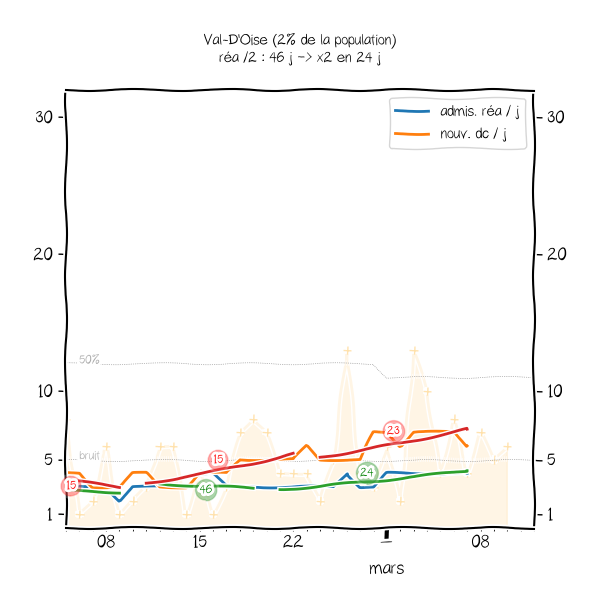 Val-D'Oise (2% de la population)
réa /2 : 46 j -> x2 en 24 j
admis. réa / j
nouv. dc / j
30 30
20 20
50%
10 10
23
15
bruit
5 5
24
15
46
1 1
08 15 22 1 08
mars